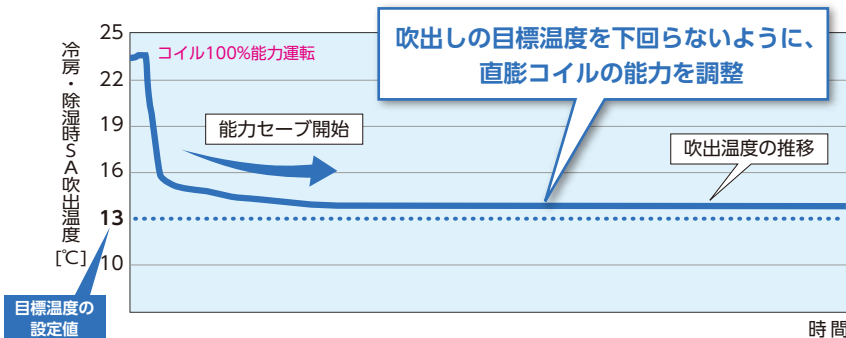 吹出しの目標温度を下回らないように、
直膨コイルの能力を調整
コイル100%能力運転
能力セーブ開始
吹出温度の推移
冷房・除湿時SA吹出温度
[℃]
25
22
19
16
13
10
目標温度の
設定値
時間